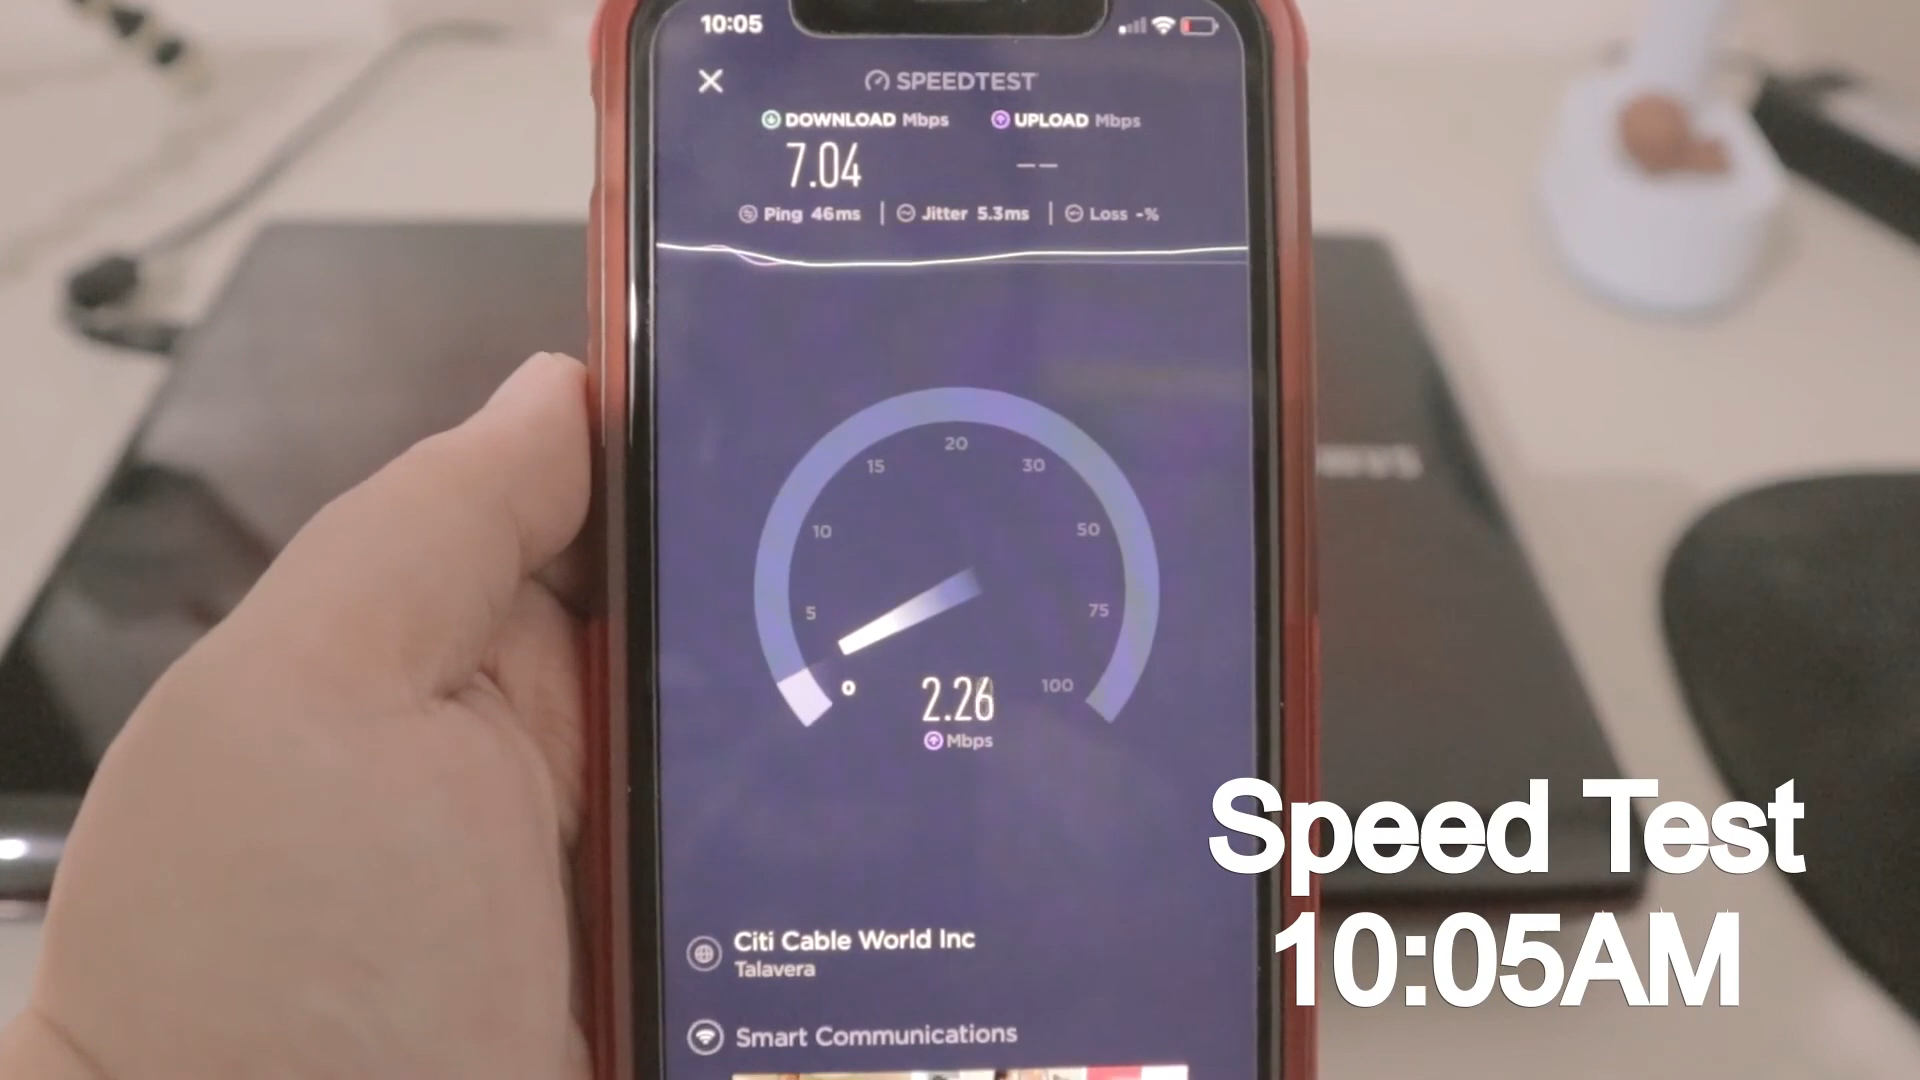 10:05
SPEEDTEST
DOWNLOAD Mbps
UPLOAD Mbps
7.04
--
Ping 46ms
Jitter 5.3ms
Loss -%
20
15
30
10
50
5
75
0
100
2.26
Mbps
Citi Cable World Inc
Talavera
Smart Communications
Speed Test
10:05AM